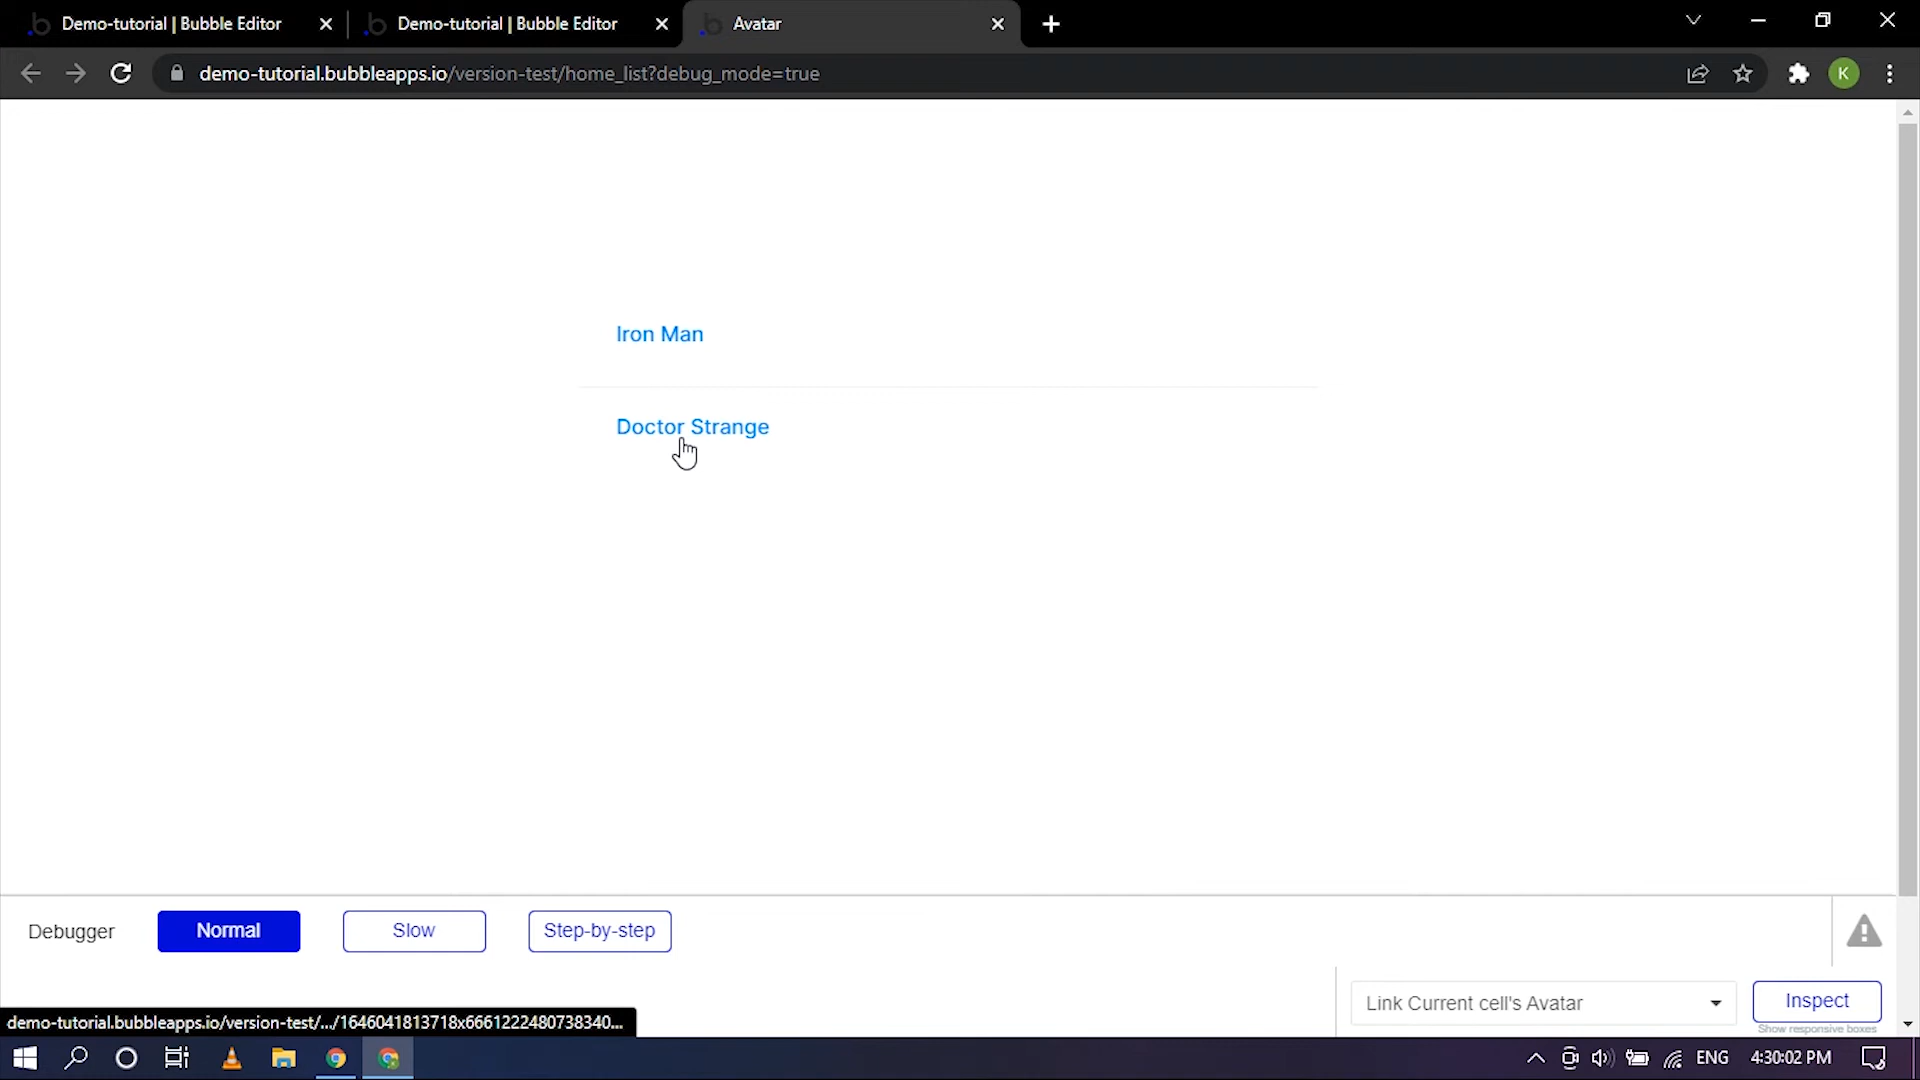 Demo-tutorial | Bubble Editor
Demo-tutorial | Bubble Editor
Avatar
demo-tutorial.bubbleapps.io/version-test/home_list?debug_mode=true
K
Iron Man
Doctor Strange
Debugger
Normal
Slow
Step-by-step
Link Current cell's Avatar
Inspect
Show responsive boxes
demo-tutorial.bubbleapps.io/version-test/.../1646041813718x6661222480738340...
ENG
4:30:02 PM